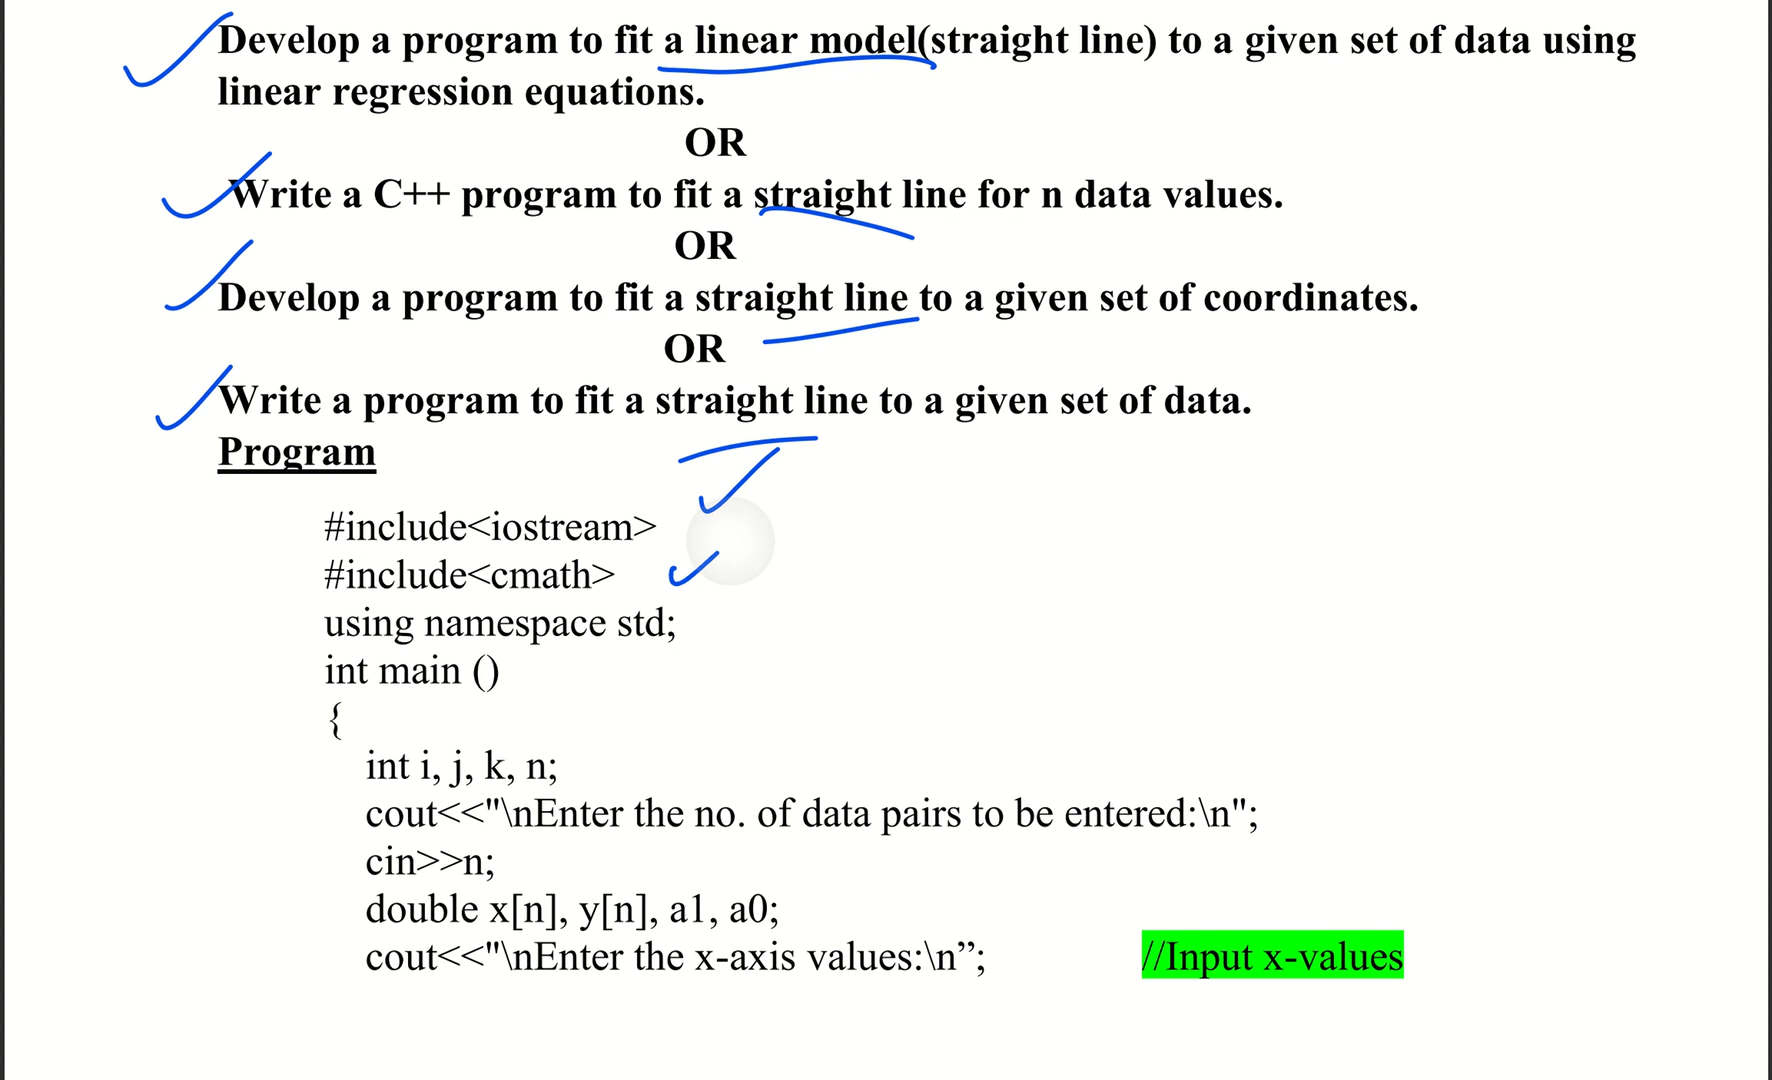 Develop a program to fit a linear model(straight line) to a given set of data using
linear regression equations.
OR
Write a C++ program to fit a straight line for n data values.
OR
Develop a program to fit a straight line to a given set of coordinates.
OR
Write a program to fit a straight line to a given set of data.
Program
#include<iostream>
#include<cmath>
using namespace std;
int main ()
{
int i, j, k, n;
cout<<"\nEnter the no. of data pairs to be entered:\n";
cin>>n;
double x[n], y[n], a1, a0;
cout<<"\nEnter the x-axis values:\n”; //Input x-values